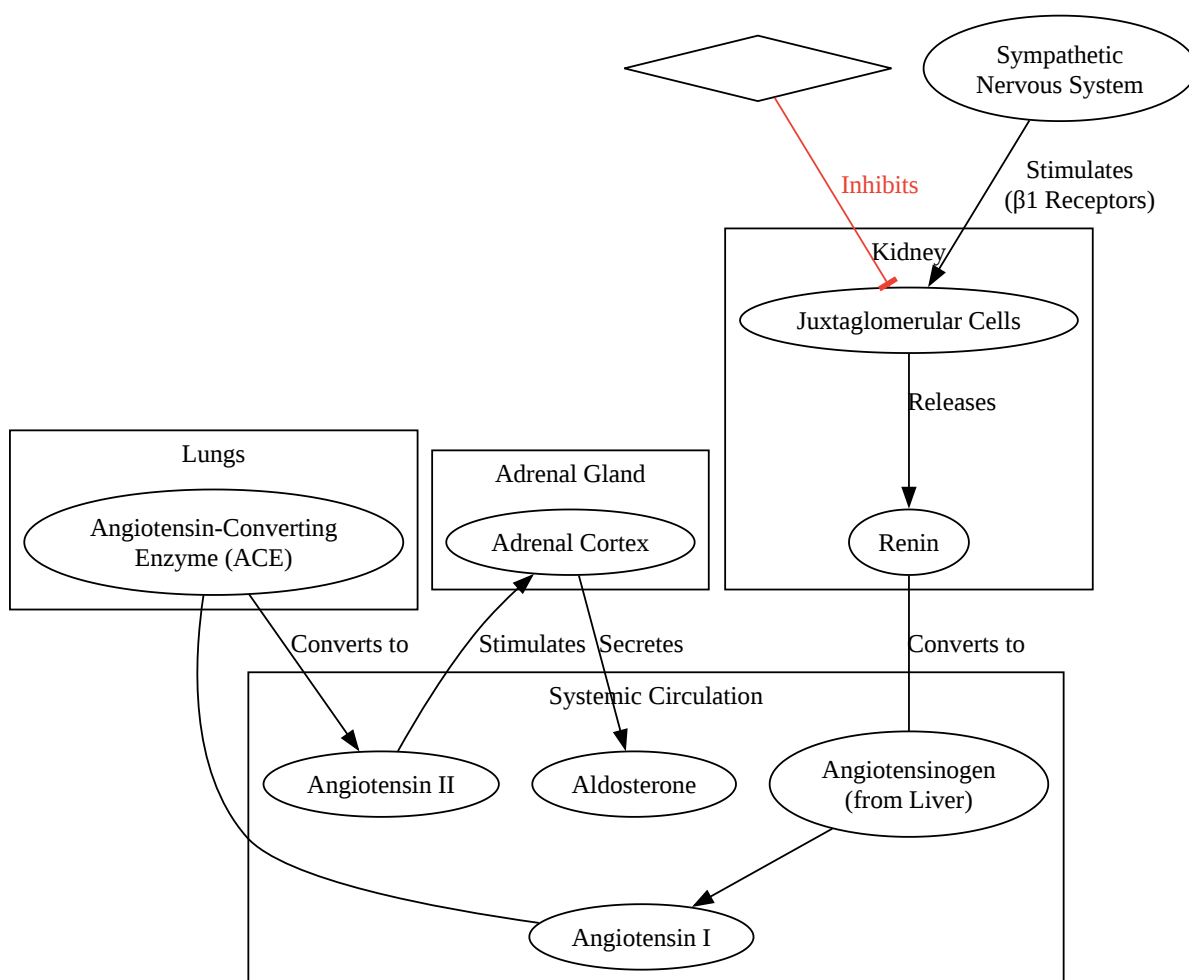 Sympathetic
Nervous System
Inhibits
Stimulates
(β1 Receptors)
Kidney
Juxtaglomerular Cells
Releases
Lungs
Angiotensin-Converting
Enzyme (ACE)
Adrenal Gland
Adrenal Cortex
Renin
Converts to
Stimulates
Secretes
Converts to
Systemic Circulation
Angiotensin II
Aldosterone
Angiotensinogen
(from Liver)
Angiotensin I